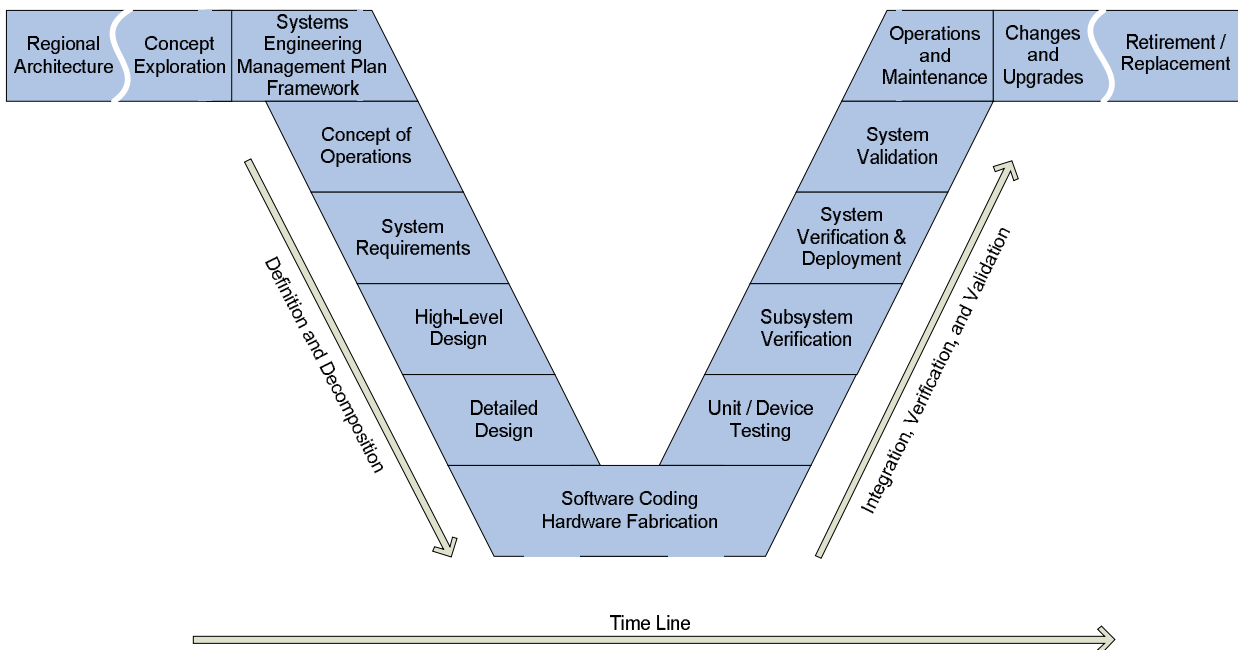 Regional
Architecture
Concept
Exploration
Systems
Engineering
Management Plan
Framework
Concept of
Operations
System
Requirements
High-Level
Design
Detailed
Design
Software Coding
Hardware Fabrication
Unit / Device
Testing
Subsystem
Verification
System
Verification &
Deployment
System
Validation
Operations
and
Maintenance
Changes
and
Upgrades
Retirement /
Replacement
Definition and Decomposition
Integration, Verification, and Validation
Time Line